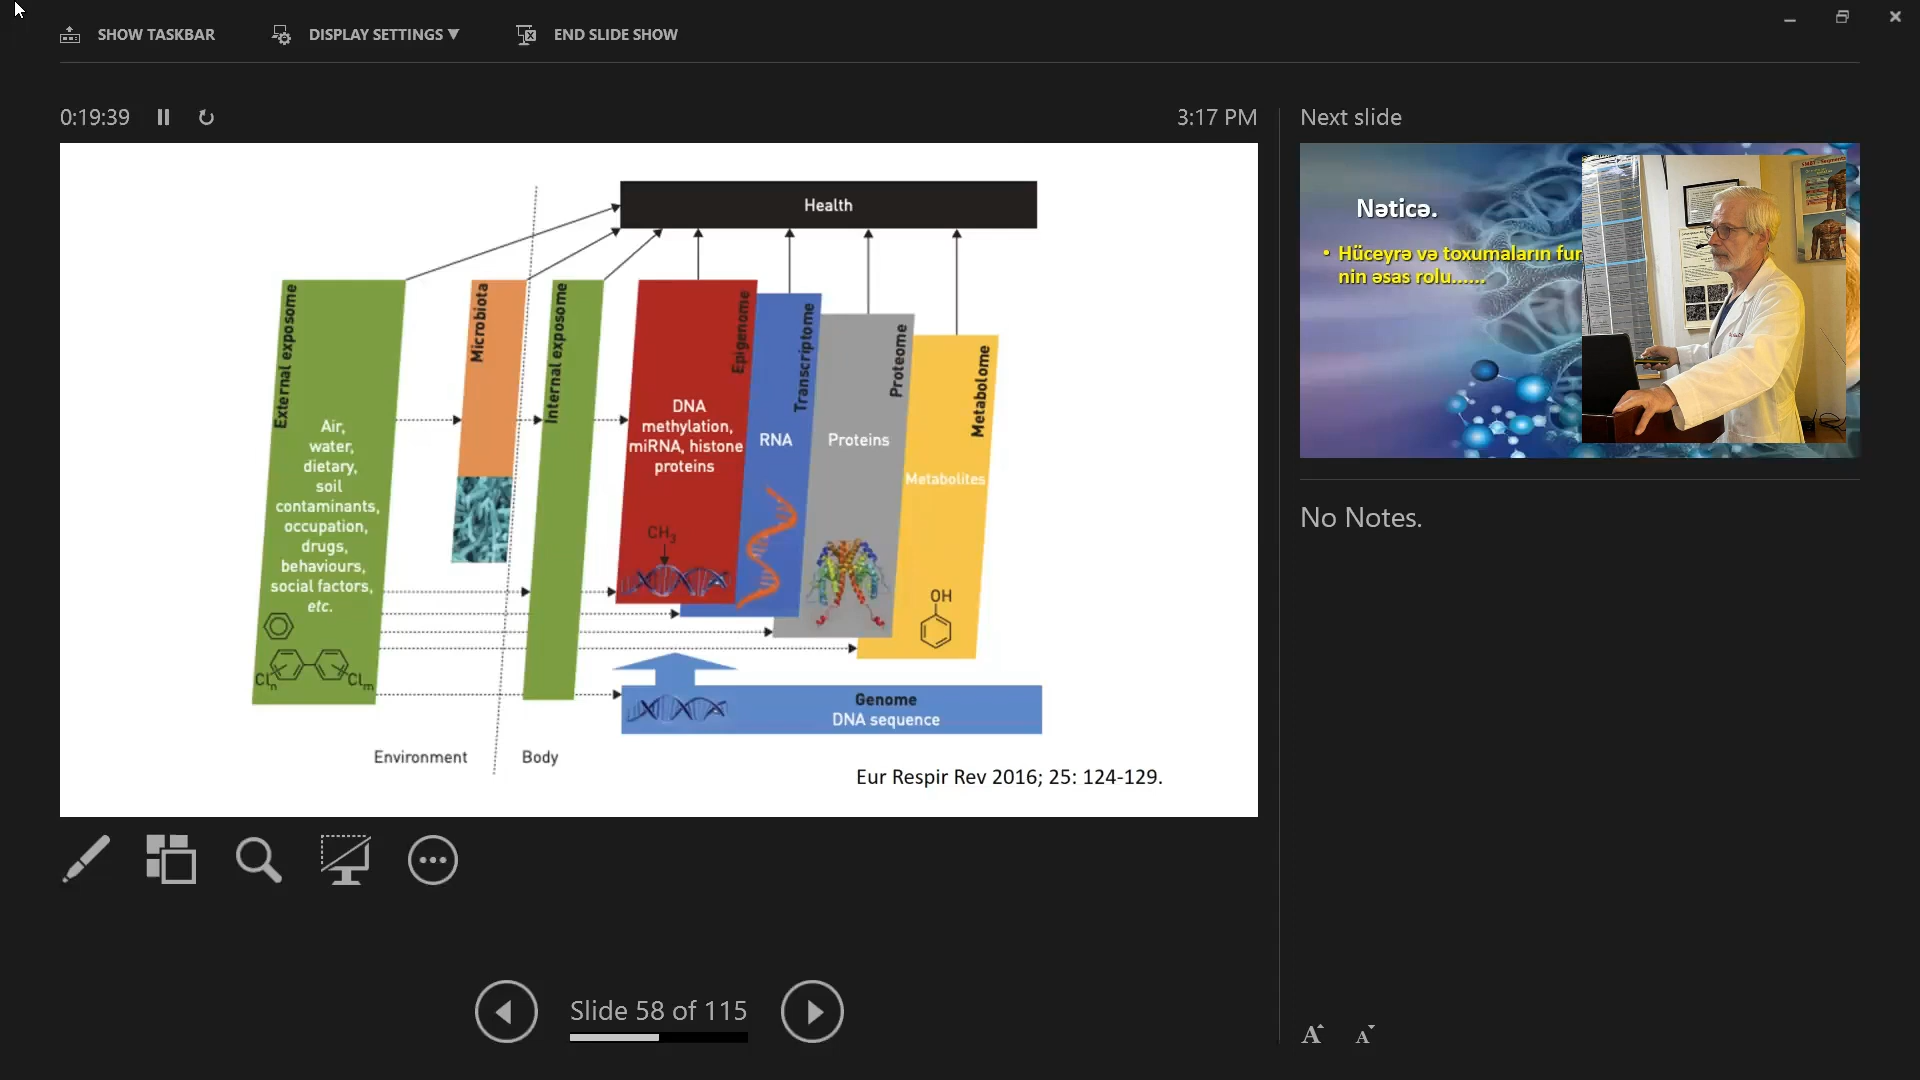 SHOW TASKBAR
DISPLAY SETTINGS ▼
END SLIDE SHOW
0:19:39
3:17 PM
Next slide
Health
External exposome
Microbiota
Internal exposome
Epigenome
Transcriptome
Proteome
Metabolome
Air,
water,
dietary,
soil
contaminants,
occupation,
drugs,
behaviours,
social factors,
etc.
Cln
Clm
DNA
methylation,
miRNA, histone
proteins
CH3
RNA
Proteins
Metabolites
OH
Genome
DNA sequence
Environment
Body
Eur Respir Rev 2016; 25: 124-129.
Nəticə.
• Hüceyrə və toxumaların fun
nin əsas rolu......
No Notes.
Slide 58 of 115
A
A